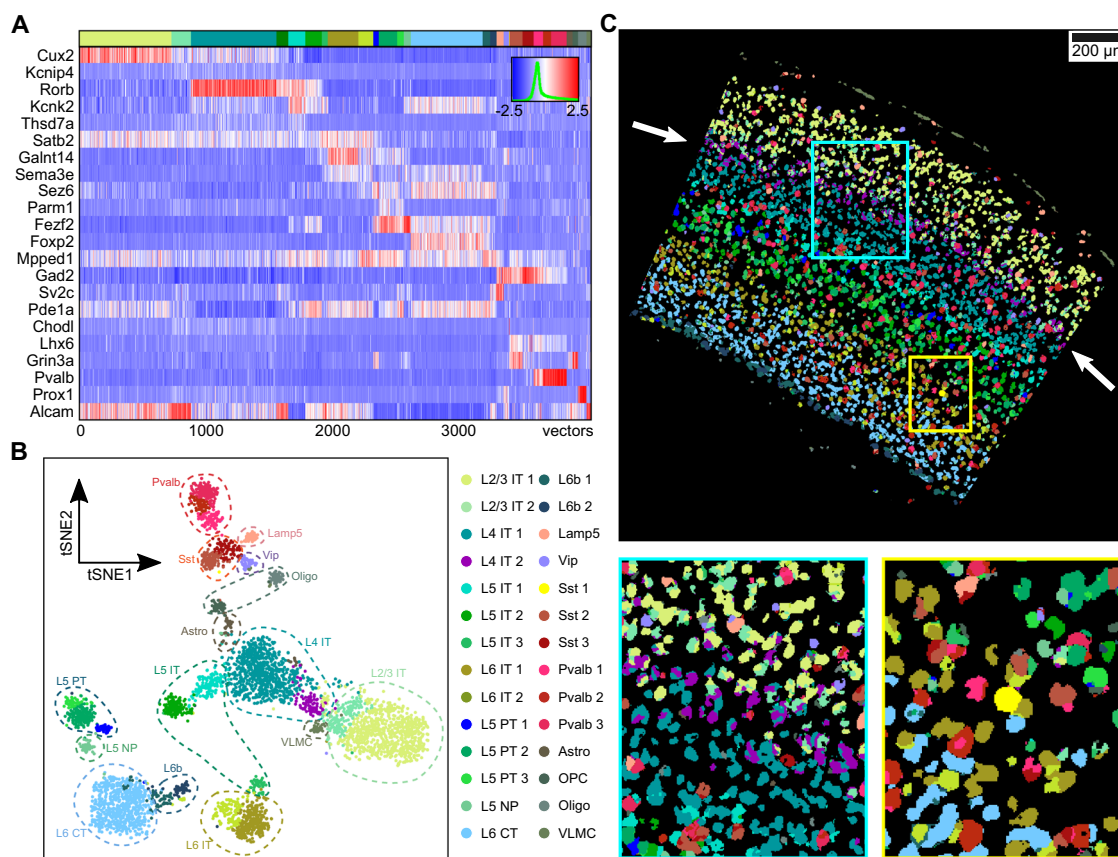 A
Cux2
Kcnip4
Rorb
Kcnk2
Thsd7a
Satb2
Galnt14
Sema3e
Sez6
Parm1
Fezf2
Foxp2
Mpped1
Gad2
Sv2c
Pde1a
Chodl
Lhx6
Grin3a
Pvalb
Prox1
Alcam
-2.5 2.5
0 1000 2000 3000 vectors
B
tSNE2
tSNE1
Pvalb
Lamp5
Sst
Vip
Oligo
Astro
L4 IT
L5 IT
L2/3 IT
L5 PT
VLMC
L5 NP
L6b
L6 CT
L6 IT
L2/3 IT 1
L2/3 IT 2
L4 IT 1
L4 IT 2
L5 IT 1
L5 IT 2
L5 IT 3
L6 IT 1
L6 IT 2
L5 PT 1
L5 PT 2
L5 PT 3
L5 NP
L6 CT
L6b 1
L6b 2
Lamp5
Vip
Sst 1
Sst 2
Sst 3
Pvalb 1
Pvalb 2
Pvalb 3
Astro
OPC
Oligo
VLMC
C
200 µm